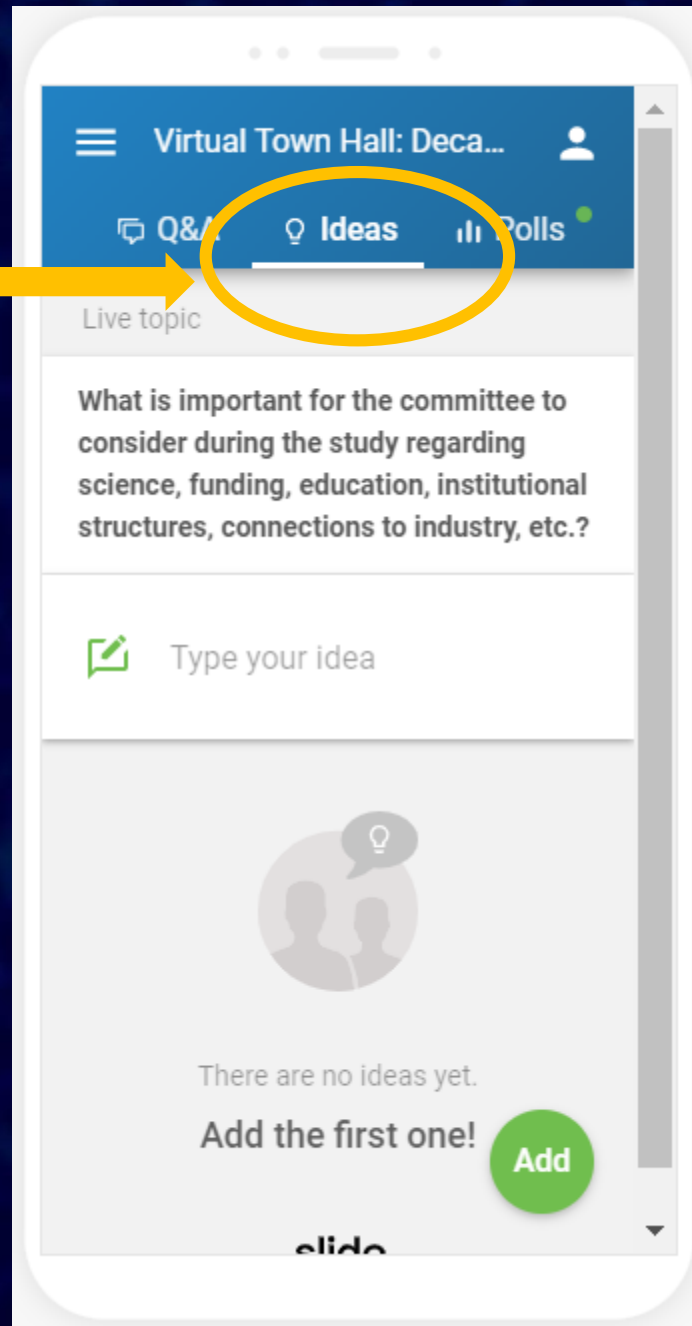 Virtual Town Hall: Deca...
Q&A Ideas Polls
Live topic
What is important for the committee to
consider during the study regarding
science, funding, education, institutional
structures, connections to industry, etc.?
Type your idea
There are no ideas yet.
Add the first one!
Add
slido